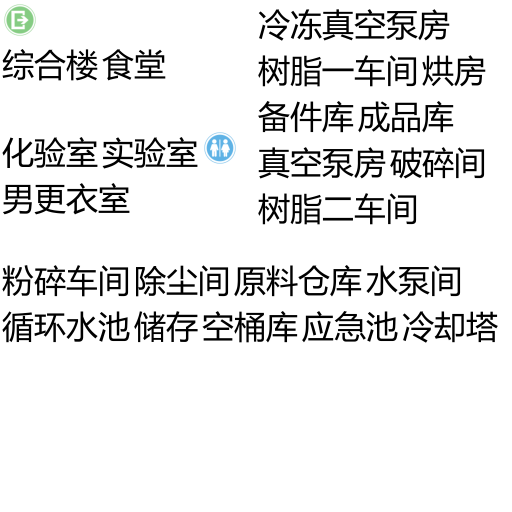 综合楼 食堂
化验室 实验室
男更衣室
冷冻真空泵房
树脂一车间 烘房
备件库 成品库
真空泵房 破碎间
树脂二车间
粉碎车间 除尘间 原料仓库 水泵间
循环水池 储存 空桶库 应急池 冷却塔